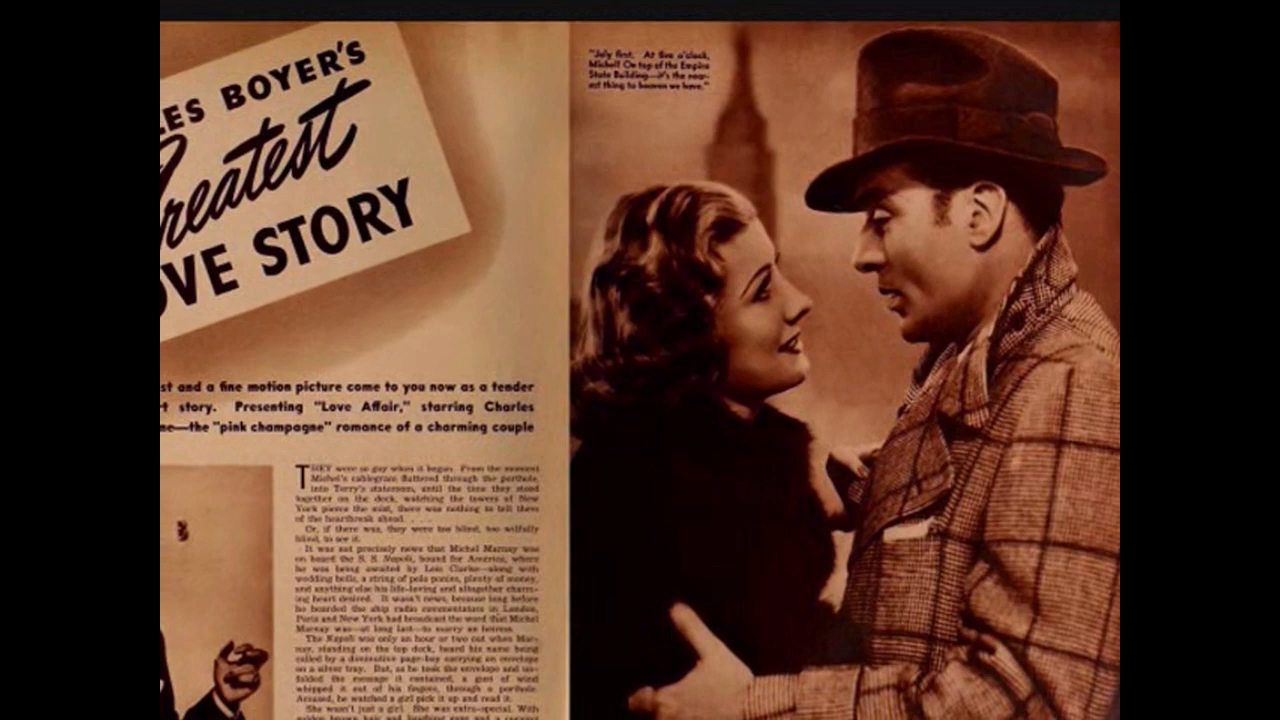 LES BOYER'S
Greatest
OVE STORY
st and a fine motion picture come to you now as a tender
t story. Presenting "Love Affair," starring Charles
ne—the "pink champagne" romance of a charming couple
THEY were so gay when it began. From the moment
Michel's cablegram fluttered through the porthole,
into Terry's stateroom, until the time they stood
together on the deck, watching the towers of New
York pierce the mist, there was nothing to tell them
of the heartbreak ahead. . . .
Or, if there was, they were too blind, too wilfully
blind, to see it.
It was not precisely news that Michel Marnay was
on board the S. S. Napoli, bound for America, where
he was being awaited by Lois Clarke—along with
wedding bells, a string of polo ponies, plenty of money,
and anything else his life-loving and altogether charm-
ing heart desired. It wasn't news, because long before
he boarded the ship radio commentators in London,
Paris and New York had broadcast the word that Michel
Marnay was—at long last—to marry an heiress.
The Napoli was only an hour or two out when Mar-
nay, standing on the top deck, heard his name being
called by a diminutive page-boy carrying an envelope
on a silver tray. But, as he took the envelope and un-
folded the message it contained, a gust of wind
whipped it out of his fingers, through a porthole.
Amused, he watched a girl pick it up and read it.
She wasn't just a girl. She was extra-special. With
golden brown hair and laughing eyes and a
"July first. At five o'clock,
Michel! On top of the Empire
State Building—it's the near-
est thing to heaven we have."